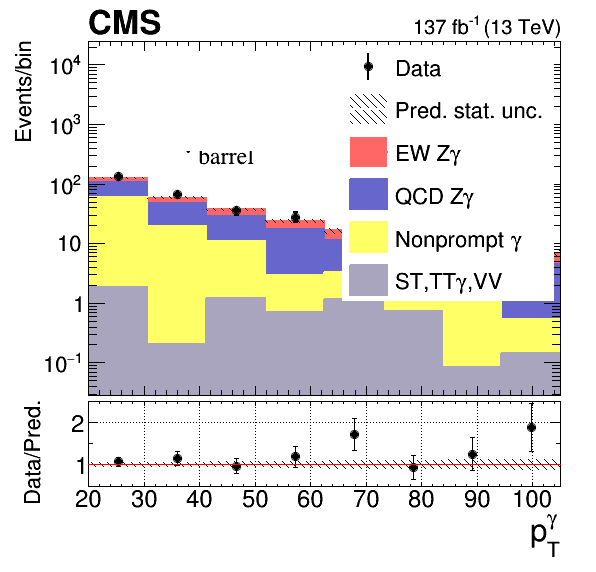 CMS
137 fb⁻¹ (13 TeV)
Events/bin
10⁴
10³
10²
10
1
10⁻¹
barrel
Data
Pred. stat. unc.
EW Zγ
QCD Zγ
Nonprompt γ
ST,TTγ,VV
Data/Pred.
2
1
20 30 40 50 60 70 80 90 100
p_T^γ